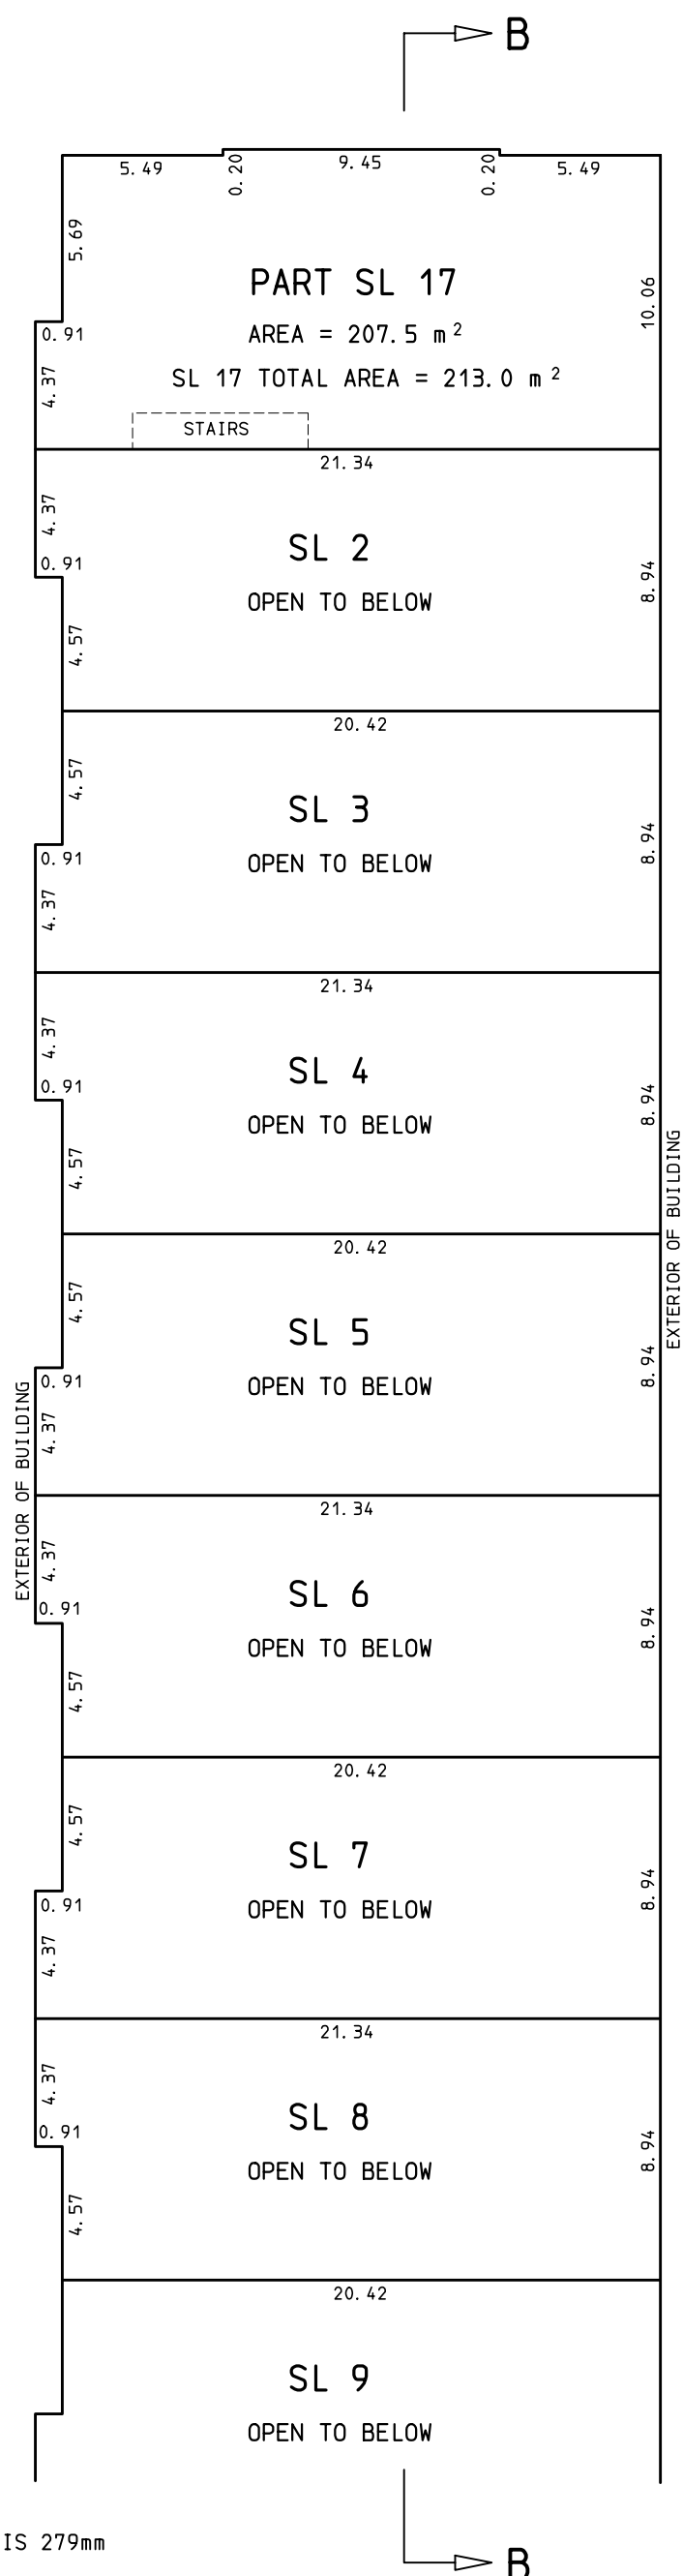 B
5.49
0.20
9.45
0.20
5.49
5.69
PART SL 17
10.06
0.91
AREA = 207.5 m²
4.37
SL 17 TOTAL AREA = 213.0 m²
STAIRS
21.34
4.37
SL 2
0.91
8.94
OPEN TO BELOW
4.57
20.42
4.57
SL 3
0.91
8.94
OPEN TO BELOW
4.37
21.34
4.37
SL 4
0.91
8.94
OPEN TO BELOW
4.57
EXTERIOR OF BUILDING
20.42
4.57
SL 5
0.91
8.94
OPEN TO BELOW
4.37
EXTERIOR OF BUILDING
21.34
4.37
SL 6
0.91
8.94
OPEN TO BELOW
4.57
20.42
4.57
SL 7
0.91
8.94
OPEN TO BELOW
4.37
21.34
4.37
SL 8
0.91
8.94
OPEN TO BELOW
4.57
20.42
SL 9
OPEN TO BELOW
IS 279mm
B